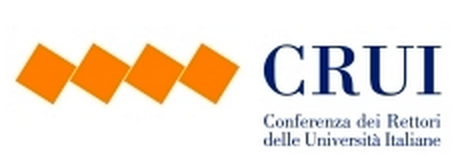 CRUI
Conferenza dei Rettori
delle Università Italiane